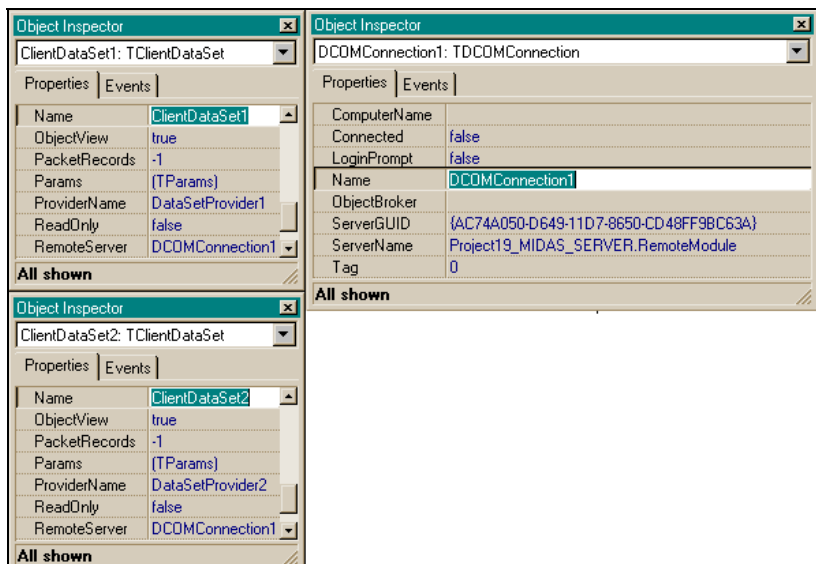 Object Inspector
ClientDataSet1: TClientDataSet
Properties Events
Name ClientDataSet1
ObjectView true
PacketRecords -1
Params (TParams)
ProviderName DataSetProvider1
ReadOnly false
RemoteServer DCOMConnection1
All shown
Object Inspector
DCOMConnection1: TDCOMConnection
Properties Events
ComputerName
Connected false
LoginPrompt false
Name DCOMConnection1
ObjectBroker
ServerGUID {AC74A050-D649-11D7-8650-CD48FF9BC63A}
ServerName Project19_MIDAS_SERVER.RemoteModule
Tag 0
All shown
Object Inspector
ClientDataSet2: TClientDataSet
Properties Events
Name ClientDataSet2
ObjectView true
PacketRecords -1
Params (TParams)
ProviderName DataSetProvider2
ReadOnly false
RemoteServer DCOMConnection1
All shown